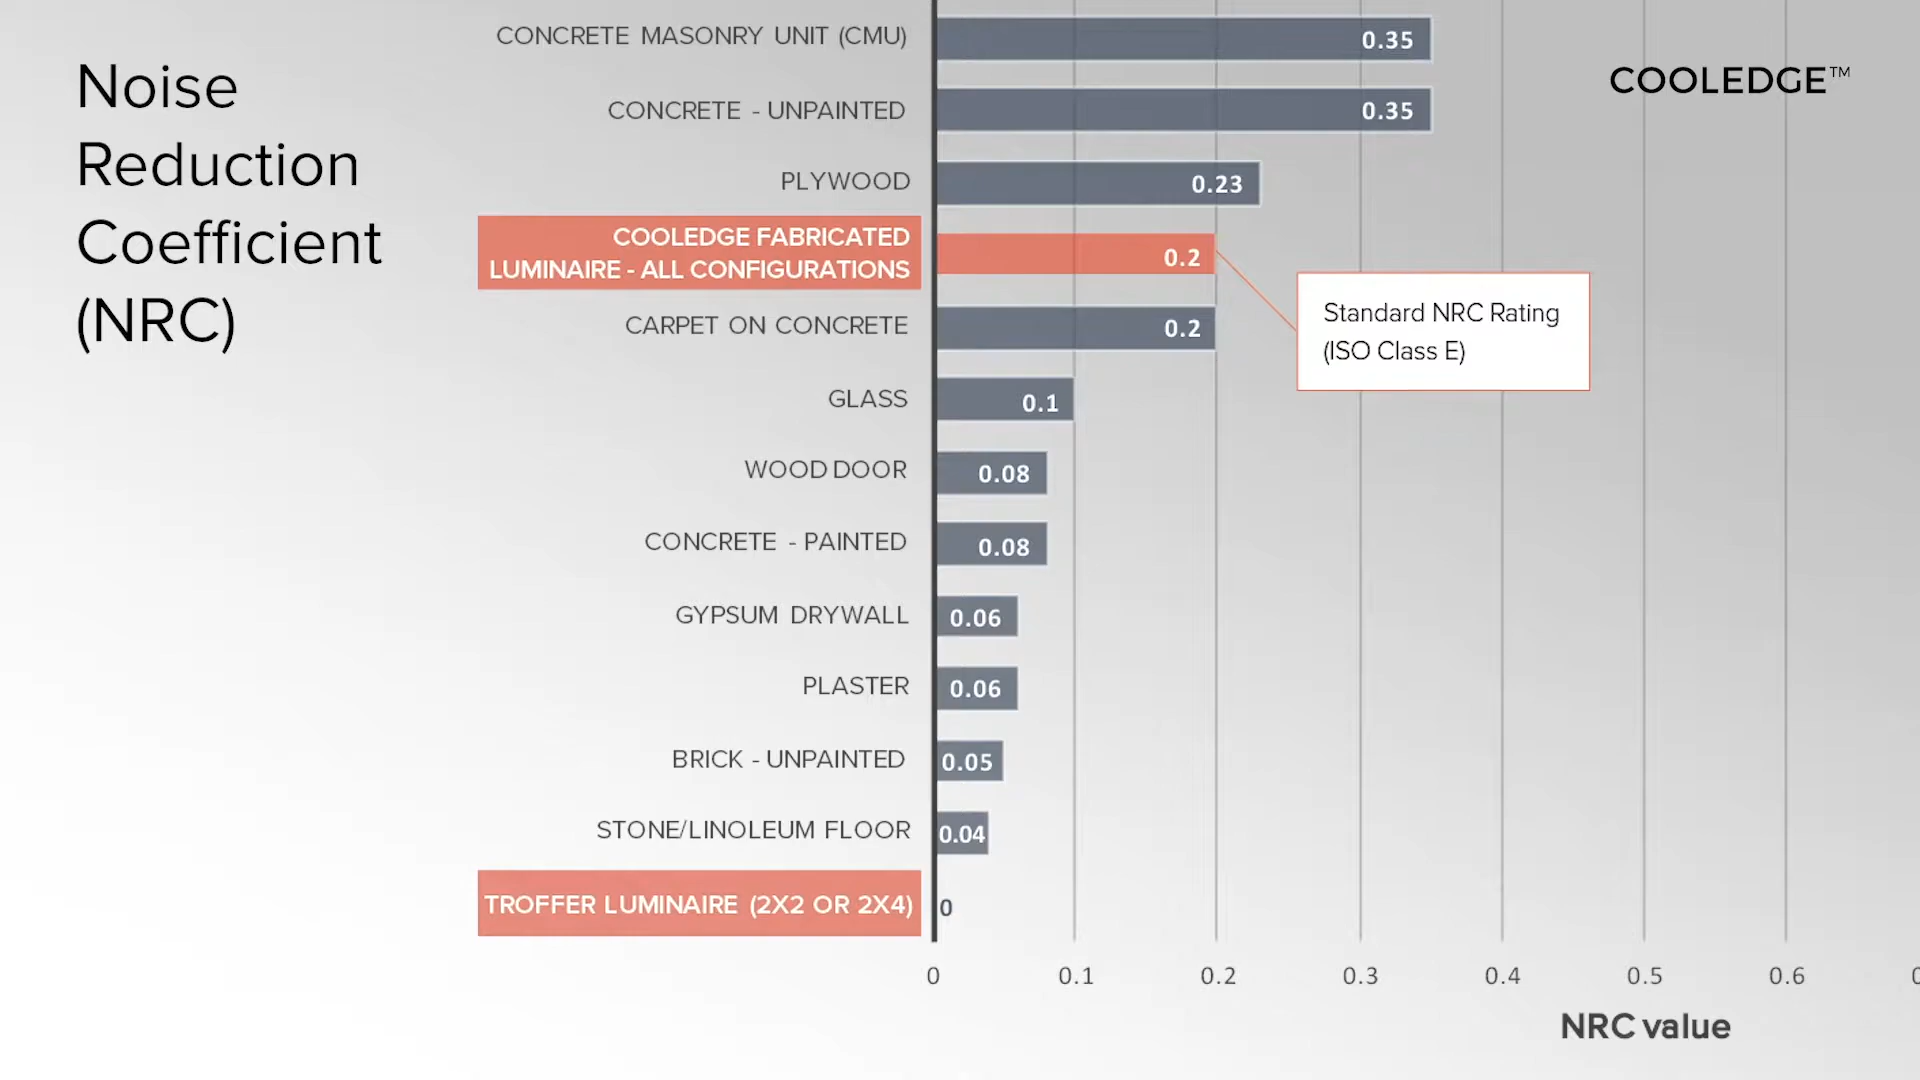 Noise
Reduction
Coefficient
(NRC)
COOLEDGE™
CONCRETE MASONRY UNIT (CMU)
0.35
CONCRETE - UNPAINTED
0.35
PLYWOOD
0.23
COOLEDGE FABRICATED
LUMINAIRE - ALL CONFIGURATIONS
0.2
Standard NRC Rating
(ISO Class E)
CARPET ON CONCRETE
0.2
GLASS
0.1
WOOD DOOR
0.08
CONCRETE - PAINTED
0.08
GYPSUM DRYWALL
0.06
PLASTER
0.06
BRICK - UNPAINTED
0.05
STONE/LINOLEUM FLOOR
0.04
TROFFER LUMINAIRE (2X2 OR 2X4)
0
0 0.1 0.2 0.3 0.4 0.5 0.6
NRC value